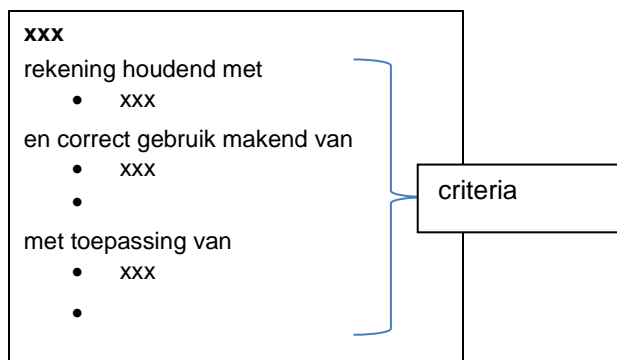 xxx
rekening houdend met
• xxx
en correct gebruik makend van
• xxx
•
met toepassing van
• xxx
•
criteria